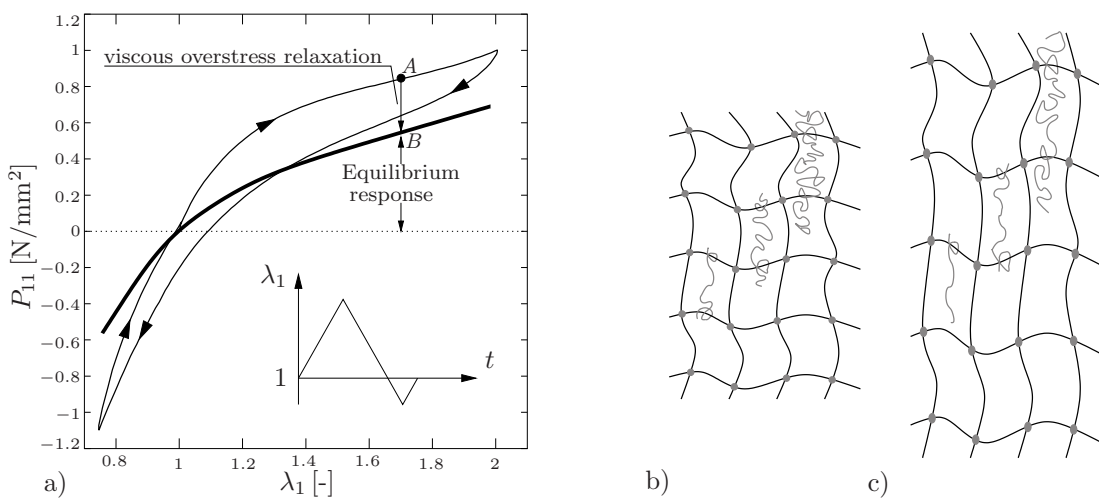 1.2
1
0.8
0.6
0.4
0.2
0
−0.2
−0.4
−0.6
−0.8
−1
−1.2
P₁₁ [N/mm²]
viscous overstress relaxation
A
B
Equilibrium
response
λ₁
1
t
0.8 1 1.2 1.4 1.6 1.8 2
λ₁ [-]
a)
b)
c)